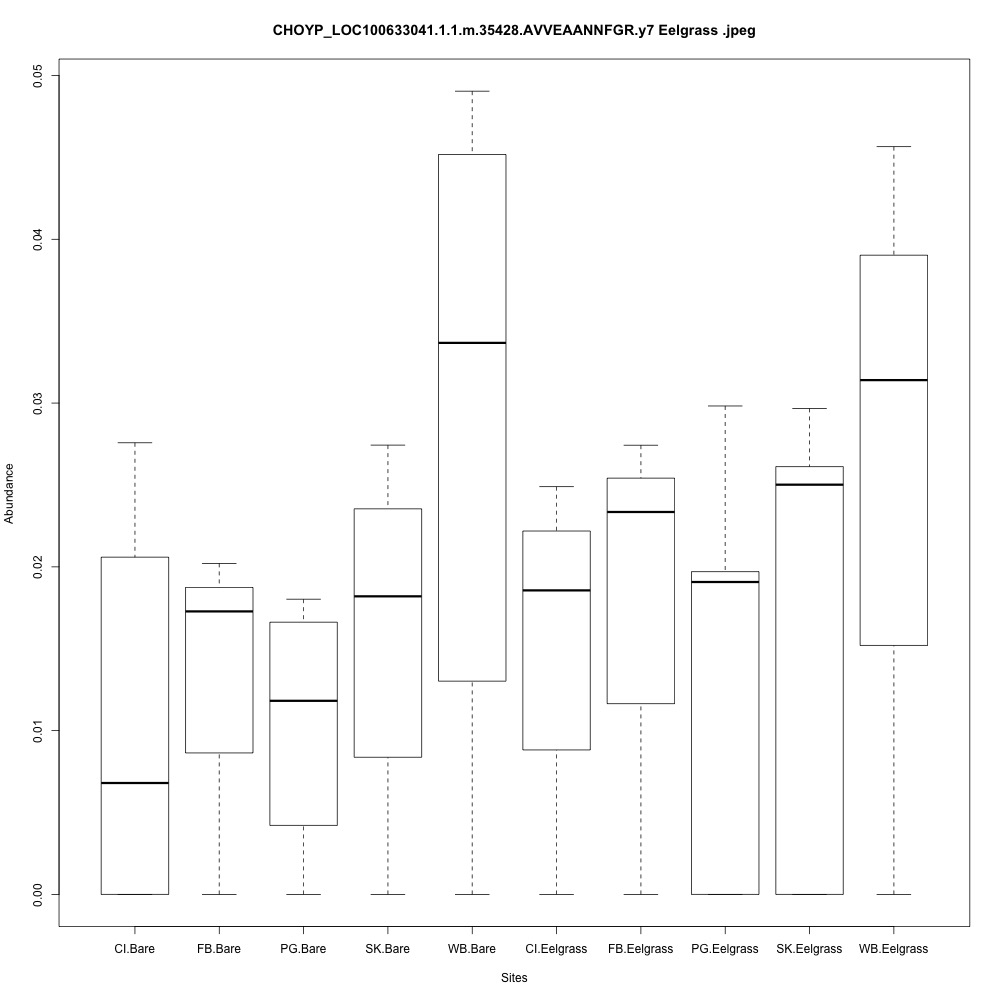 CHOYP_LOC100633041.1.1.m.35428.AVVEAANNFGR.y7 Eelgrass .jpeg
Abundance
0.05
0.04
0.03
0.02
0.01
0.00
CI.Bare FB.Bare PG.Bare SK.Bare WB.Bare CI.Eelgrass FB.Eelgrass PG.Eelgrass SK.Eelgrass WB.Eelgrass
Sites